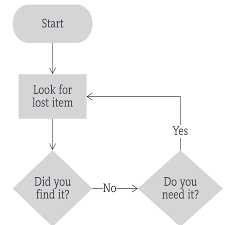 Start
Look for
lost item
Yes
Did you
find it?
No
Do you
need it?